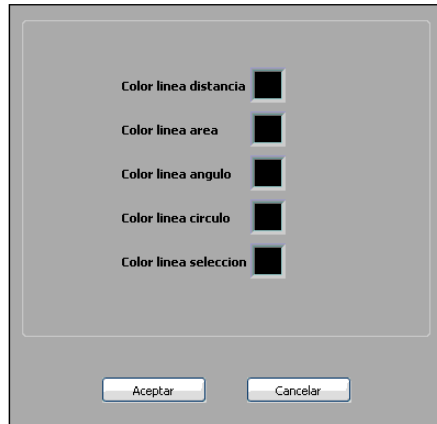 Color linea distancia
Color linea area
Color linea angulo
Color linea circulo
Color linea seleccion
Aceptar Cancelar